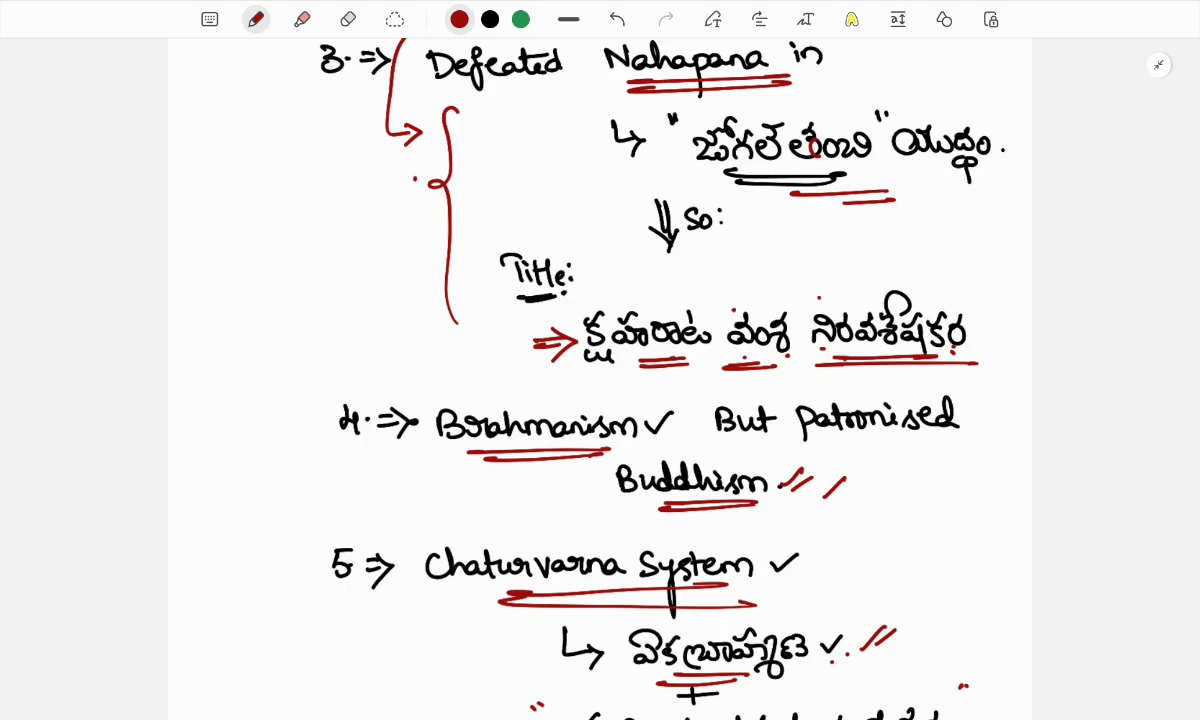 3. ⇒ Defeated Nahapana in
↳ "జోగలే తంబి" యుద్ధం.
⇓ so:
Title:
⇒ క్షహరాట వంశ నిరవశేషకర
4. ⇒ Brahmanism ✓ But patronised
Buddhism.
5 ⇒ Chaturvarna System ✓
↳ ఏకబ్రాహ్మణ ✓
+